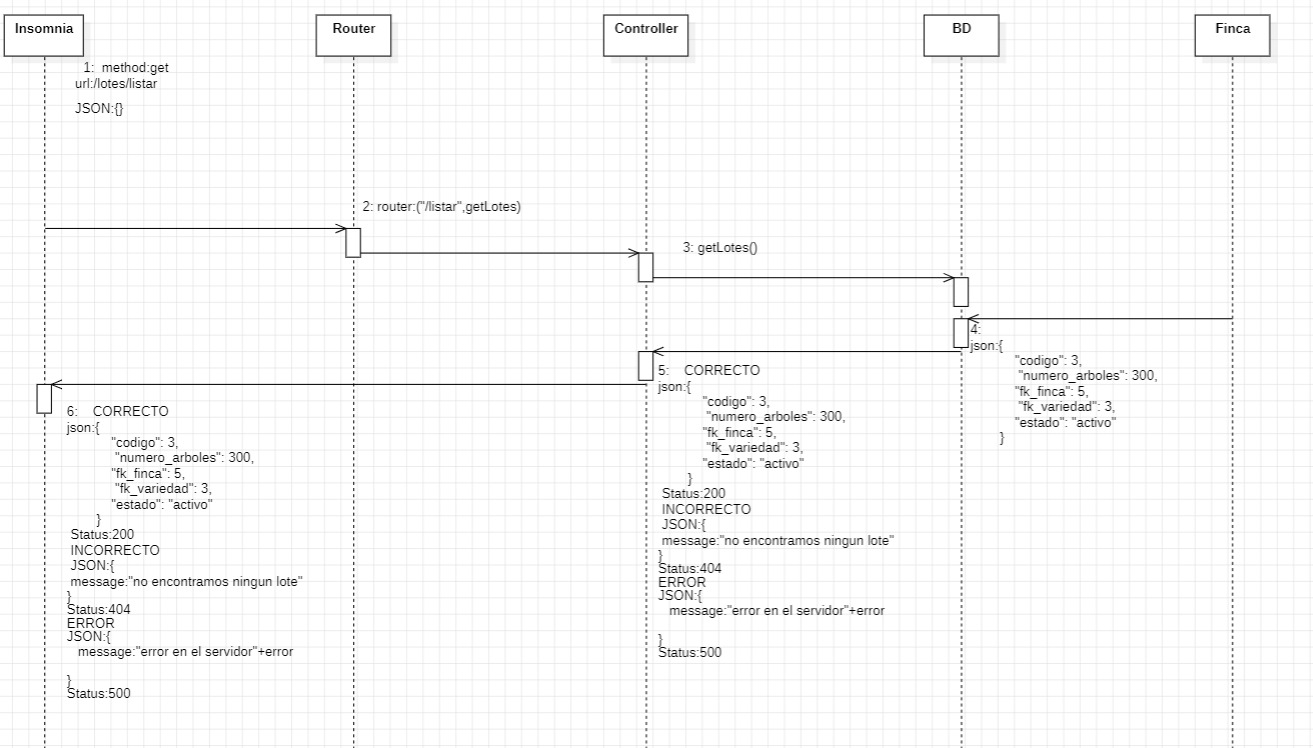 Insomnia
Router
Controller
BD
Finca
1: method:get
url:/lotes/listar
JSON:{}
2: router:("/listar",getLotes)
3: getLotes()
4:
json:{
"codigo": 3,
"numero_arboles": 300,
"fk_finca": 5,
"fk_variedad": 3,
"estado": "activo"
}
5: CORRECTO
json:{
"codigo": 3,
"numero_arboles": 300,
"fk_finca": 5,
"fk_variedad": 3,
"estado": "activo"
}
Status:200
INCORRECTO
JSON:{
message:"no encontramos ningun lote"
}
Status:404
ERROR
JSON:{
message:"error en el servidor"+error
}
Status:500
6: CORRECTO
json:{
"codigo": 3,
"numero_arboles": 300,
"fk_finca": 5,
"fk_variedad": 3,
"estado": "activo"
}
Status:200
INCORRECTO
JSON:{
message:"no encontramos ningun lote"
}
Status:404
ERROR
JSON:{
message:"error en el servidor"+error
}
Status:500